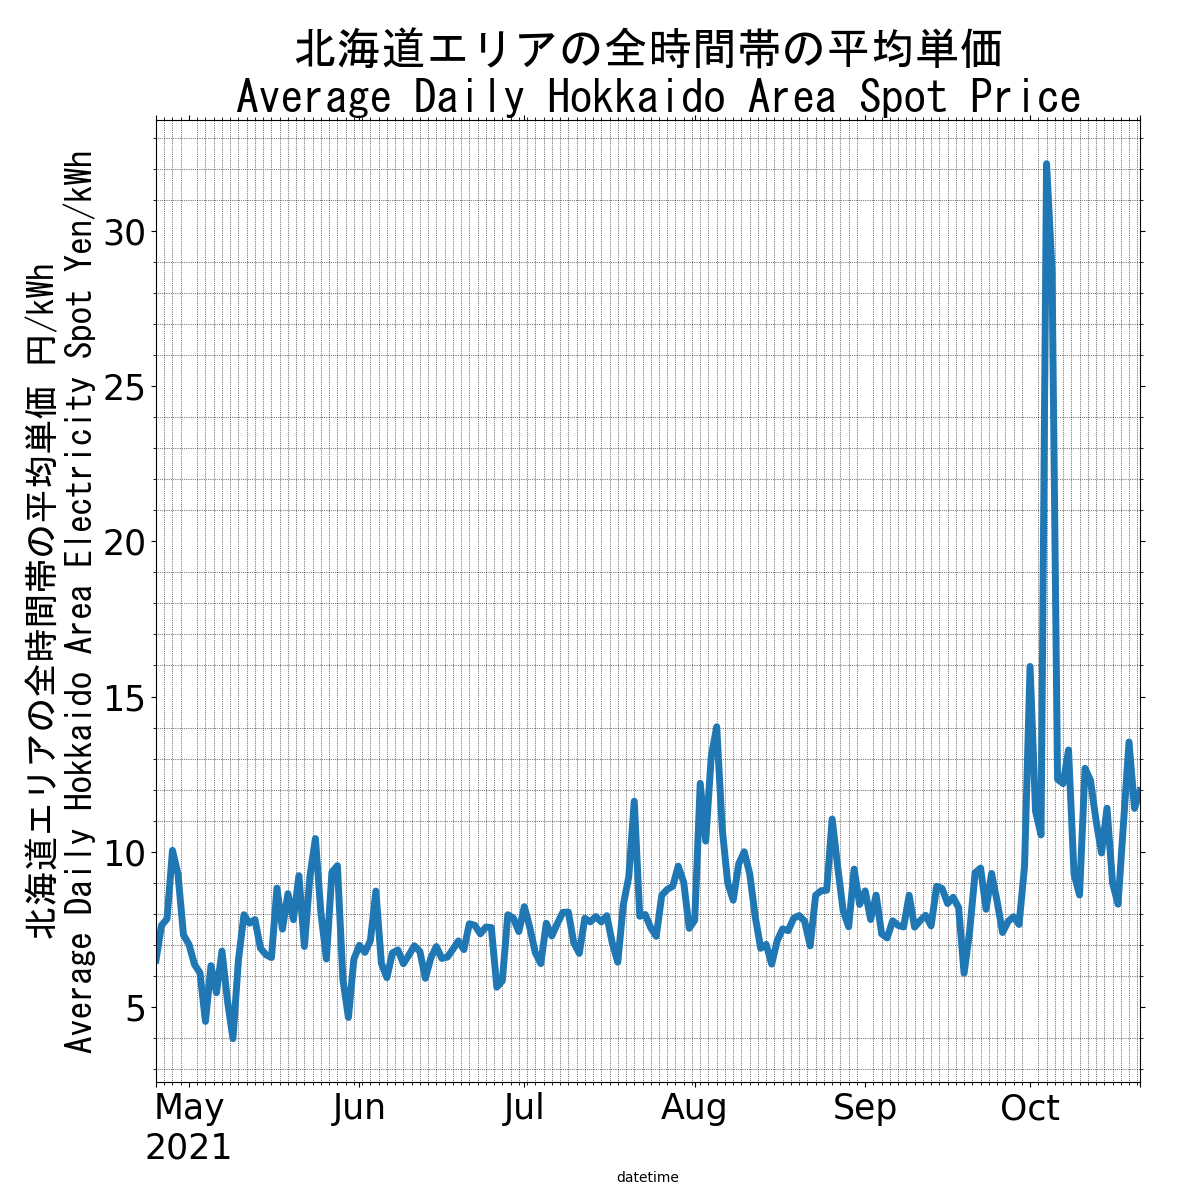 北海道エリアの全時間帯の平均単価
Average Daily Hokkaido Area Spot Price
北海道エリアの全時間帯の平均単価 円/kWh
Average Daily Hokkaido Area Electricity Spot Yen/kWh
30
25
20
15
10
5
May
2021
Jun
Jul
Aug
Sep
Oct
datetime